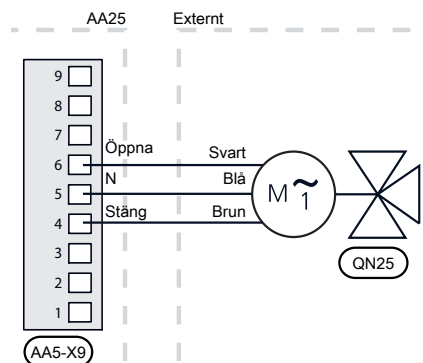 AA25
Externt
9
8
7
6
Öppna
Svart
5
N
Blå
4
Stäng
Brun
3
2
1
M ~ 1
QN25
AA5-X9